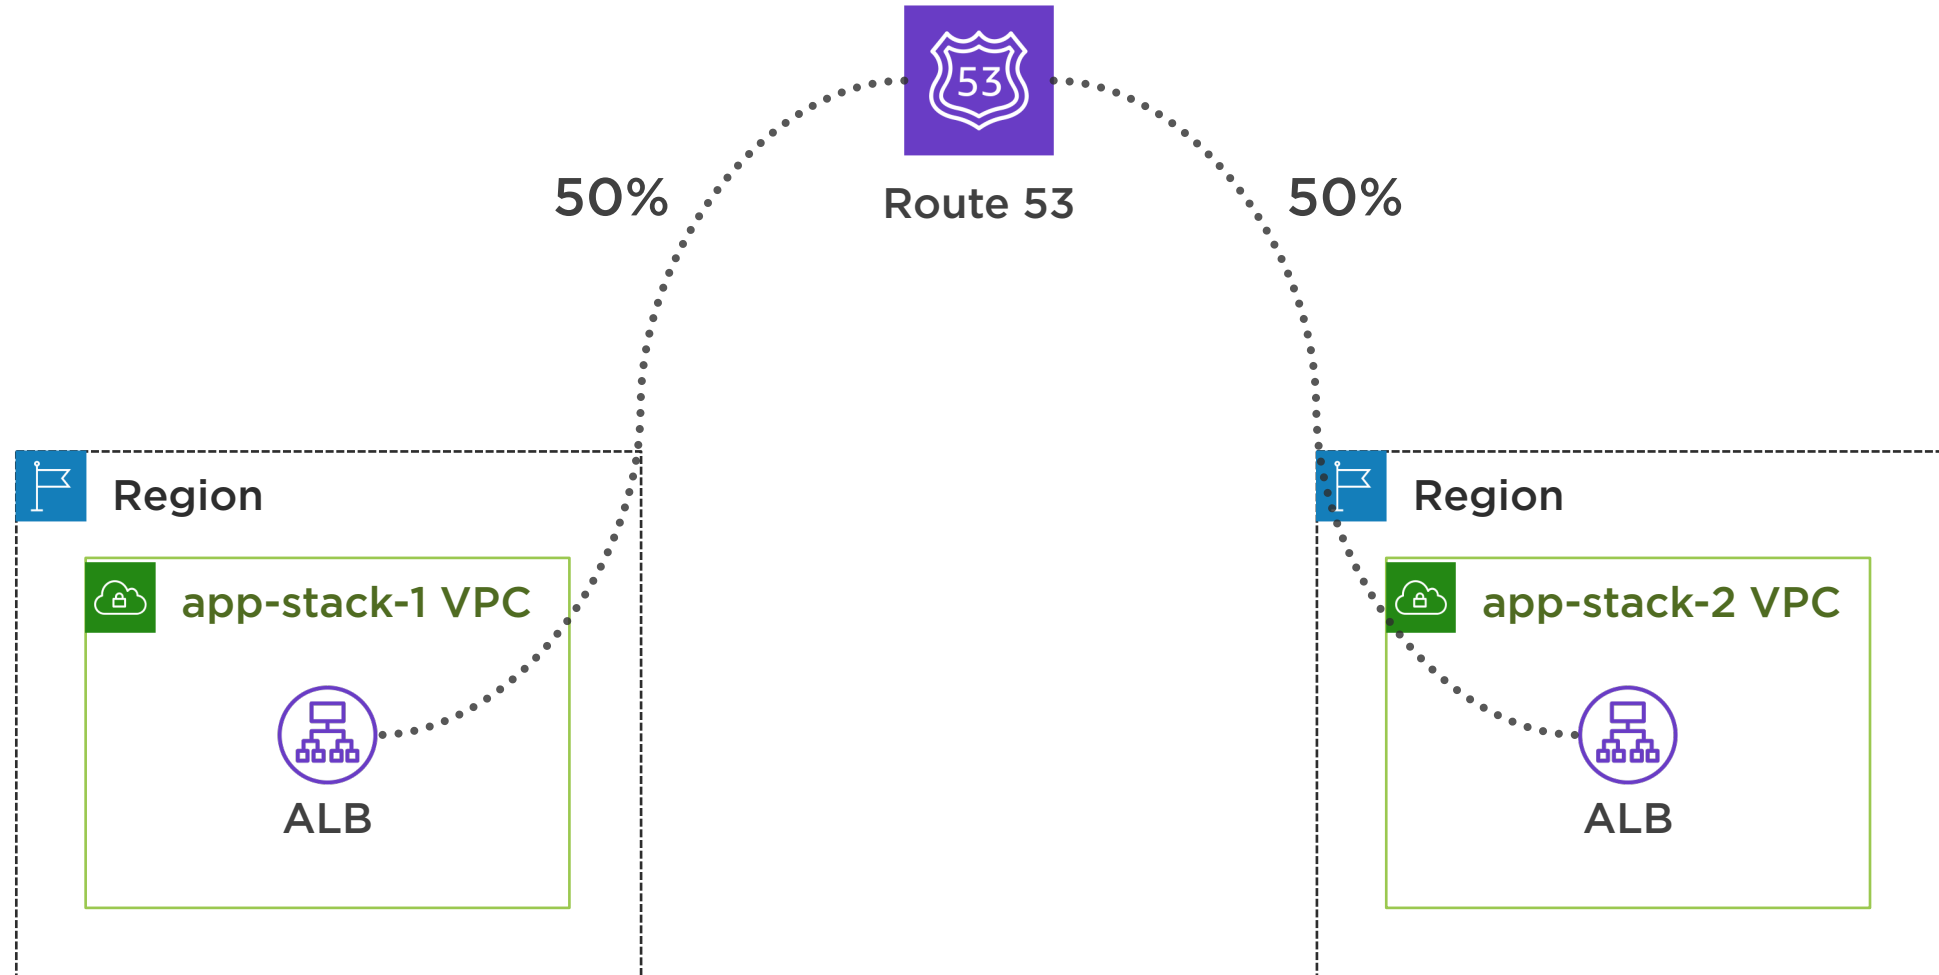 53
50%
Route 53
50%
Region
Region
app-stack-1 VPC
app-stack-2 VPC
ALB
ALB